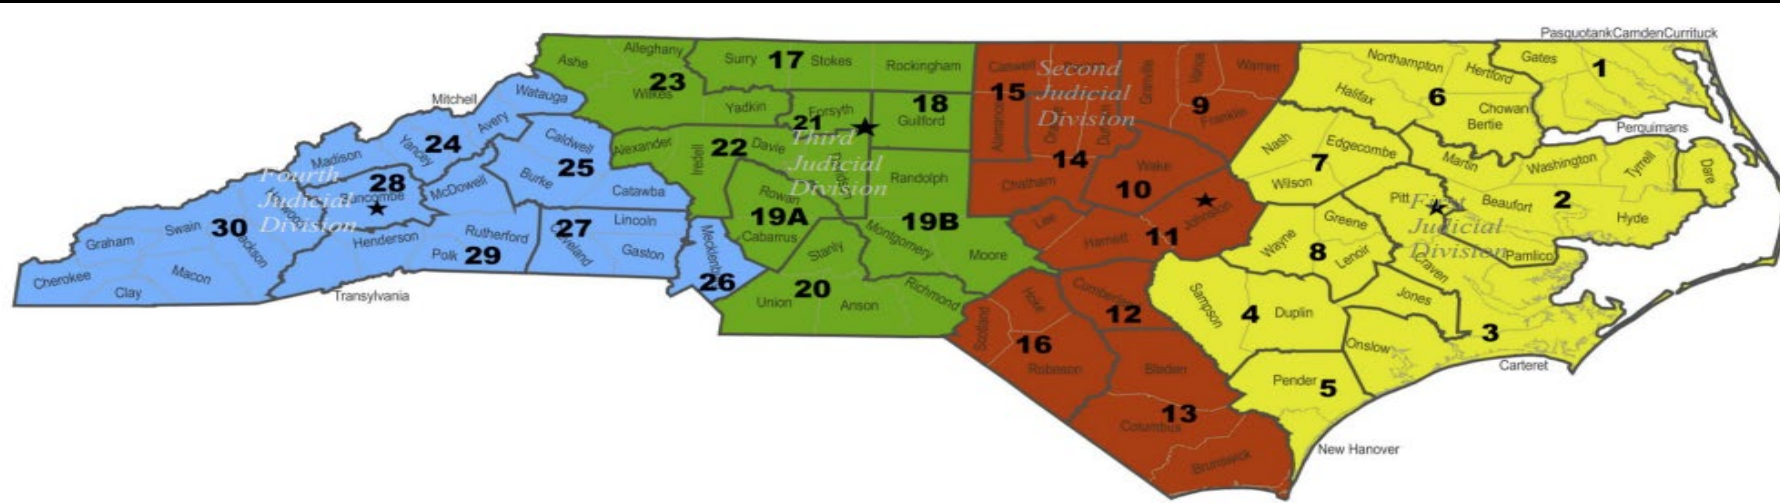 PasquotankCamdenCurrituck
Alleghany
Ashe
Surry
17
Stokes
Rockingham
Caswell
Second
Judicial
Division
Granville
Vance
Warren
Northampton
Hertford
Gates
1
23
Wilkes
Mitchell
Watauga
Yadkin
Forsyth
21
18
Guilford
15
Alamance
9
Franklin
Halifax
6
Chowan
Bertie
Perquimans
24
Avery
Yancey
Madison
Caldwell
25
Alexander
Iredell
22
Davie
Third
Judicial
Division
14
Wake
10
Chatham
Nash
Edgecombe
7
Wilson
Martin
Washington
Tyrrell
Dare
Fourth
Judicial
Division
28
Buncombe
McDowell
Burke
Catawba
Rowan
19A
Cabarrus
Randolph
19B
Montgomery
Moore
Lee
Harnett
11
Johnston
Pitt
First
Judicial
Division
Beaufort
2
Hyde
Graham
Swain
30
Jackson
Henderson
Rutherford
Polk
29
27
Cleveland
Lincoln
Gaston
Stanly
Greene
Wayne
8
Lenoir
Craven
Pamlico
Cherokee
Clay
Macon
Transylvania
26
Union
20
Anson
Richmond
Scotland
Hoke
Cumberland
12
16
Robeson
Bladen
Sampson
4
Duplin
Jones
3
Onslow
Carteret
Pender
5
13
Columbus
Brunswick
New Hanover